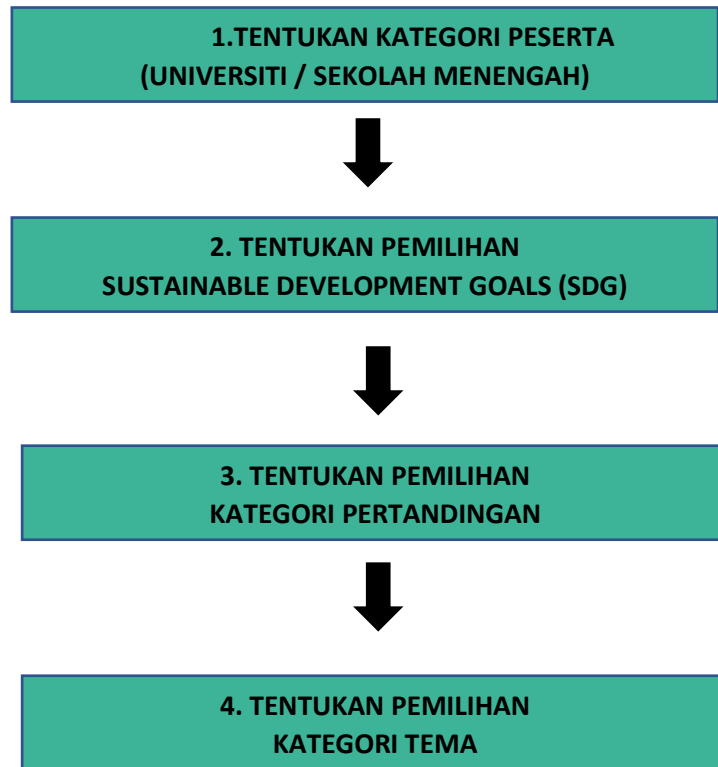 1.TENTUKAN KATEGORI PESERTA
(UNIVERSITI / SEKOLAH MENENGAH)
2. TENTUKAN PEMILIHAN
SUSTAINABLE DEVELOPMENT GOALS (SDG)
3. TENTUKAN PEMILIHAN
KATEGORI PERTANDINGAN
4. TENTUKAN PEMILIHAN
KATEGORI TEMA